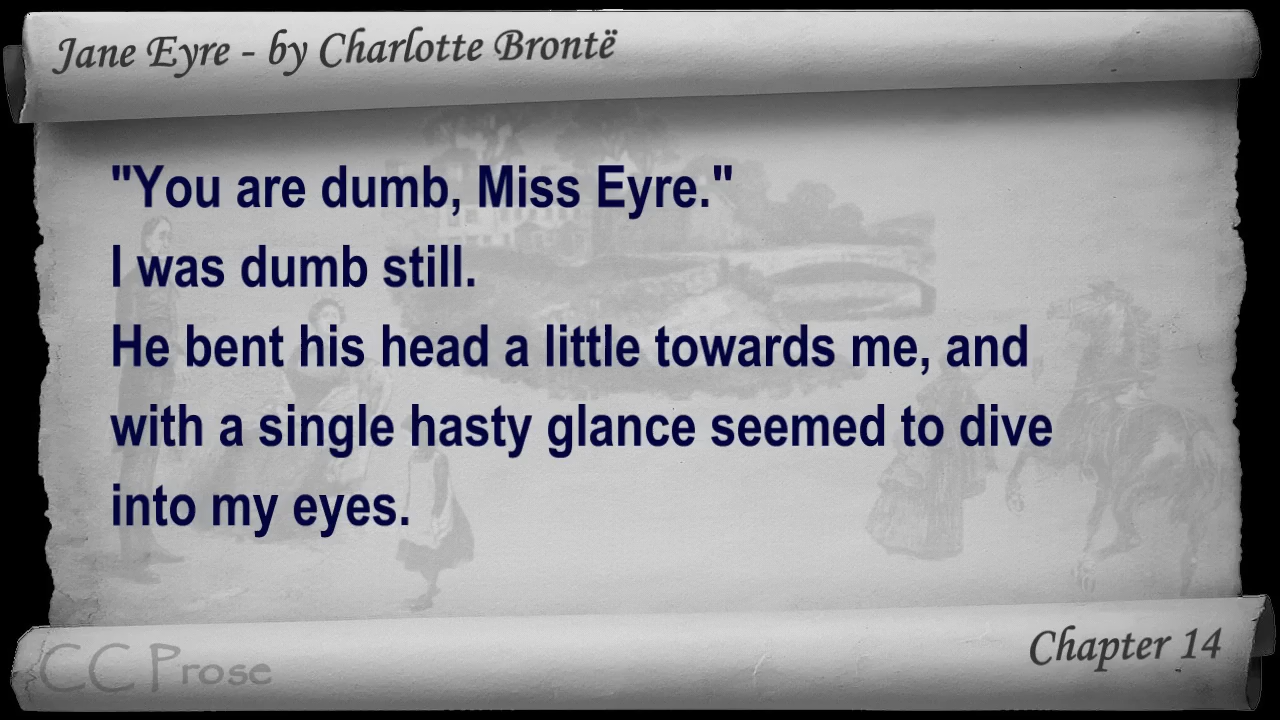 Jane Eyre - by Charlotte Brontë
"You are dumb, Miss Eyre."
I was dumb still.
He bent his head a little towards me, and
with a single hasty glance seemed to dive
into my eyes.
Chapter 14
CC Prose